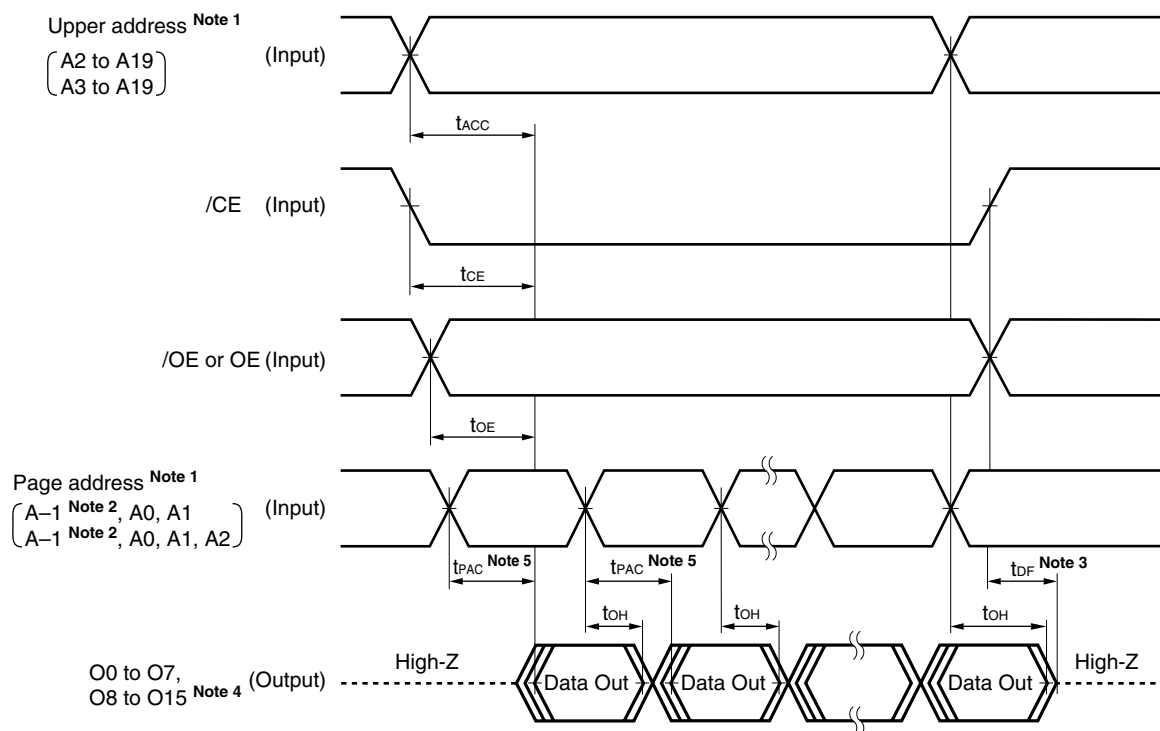 Upper address Note 1
(Input)
A2 to A19
A3 to A19
tACC
/CE (Input)
tCE
/OE or OE (Input)
tOE
Page address Note 1
(Input)
A–1 Note 2, A0, A1
A–1 Note 2, A0, A1, A2
tPAC Note 5
tPAC Note 5
tDF Note 3
tOH
tOH
tOH
O0 to O7,
O8 to O15 Note 4
(Output)
High-Z
Data Out
Data Out
Data Out
High-Z